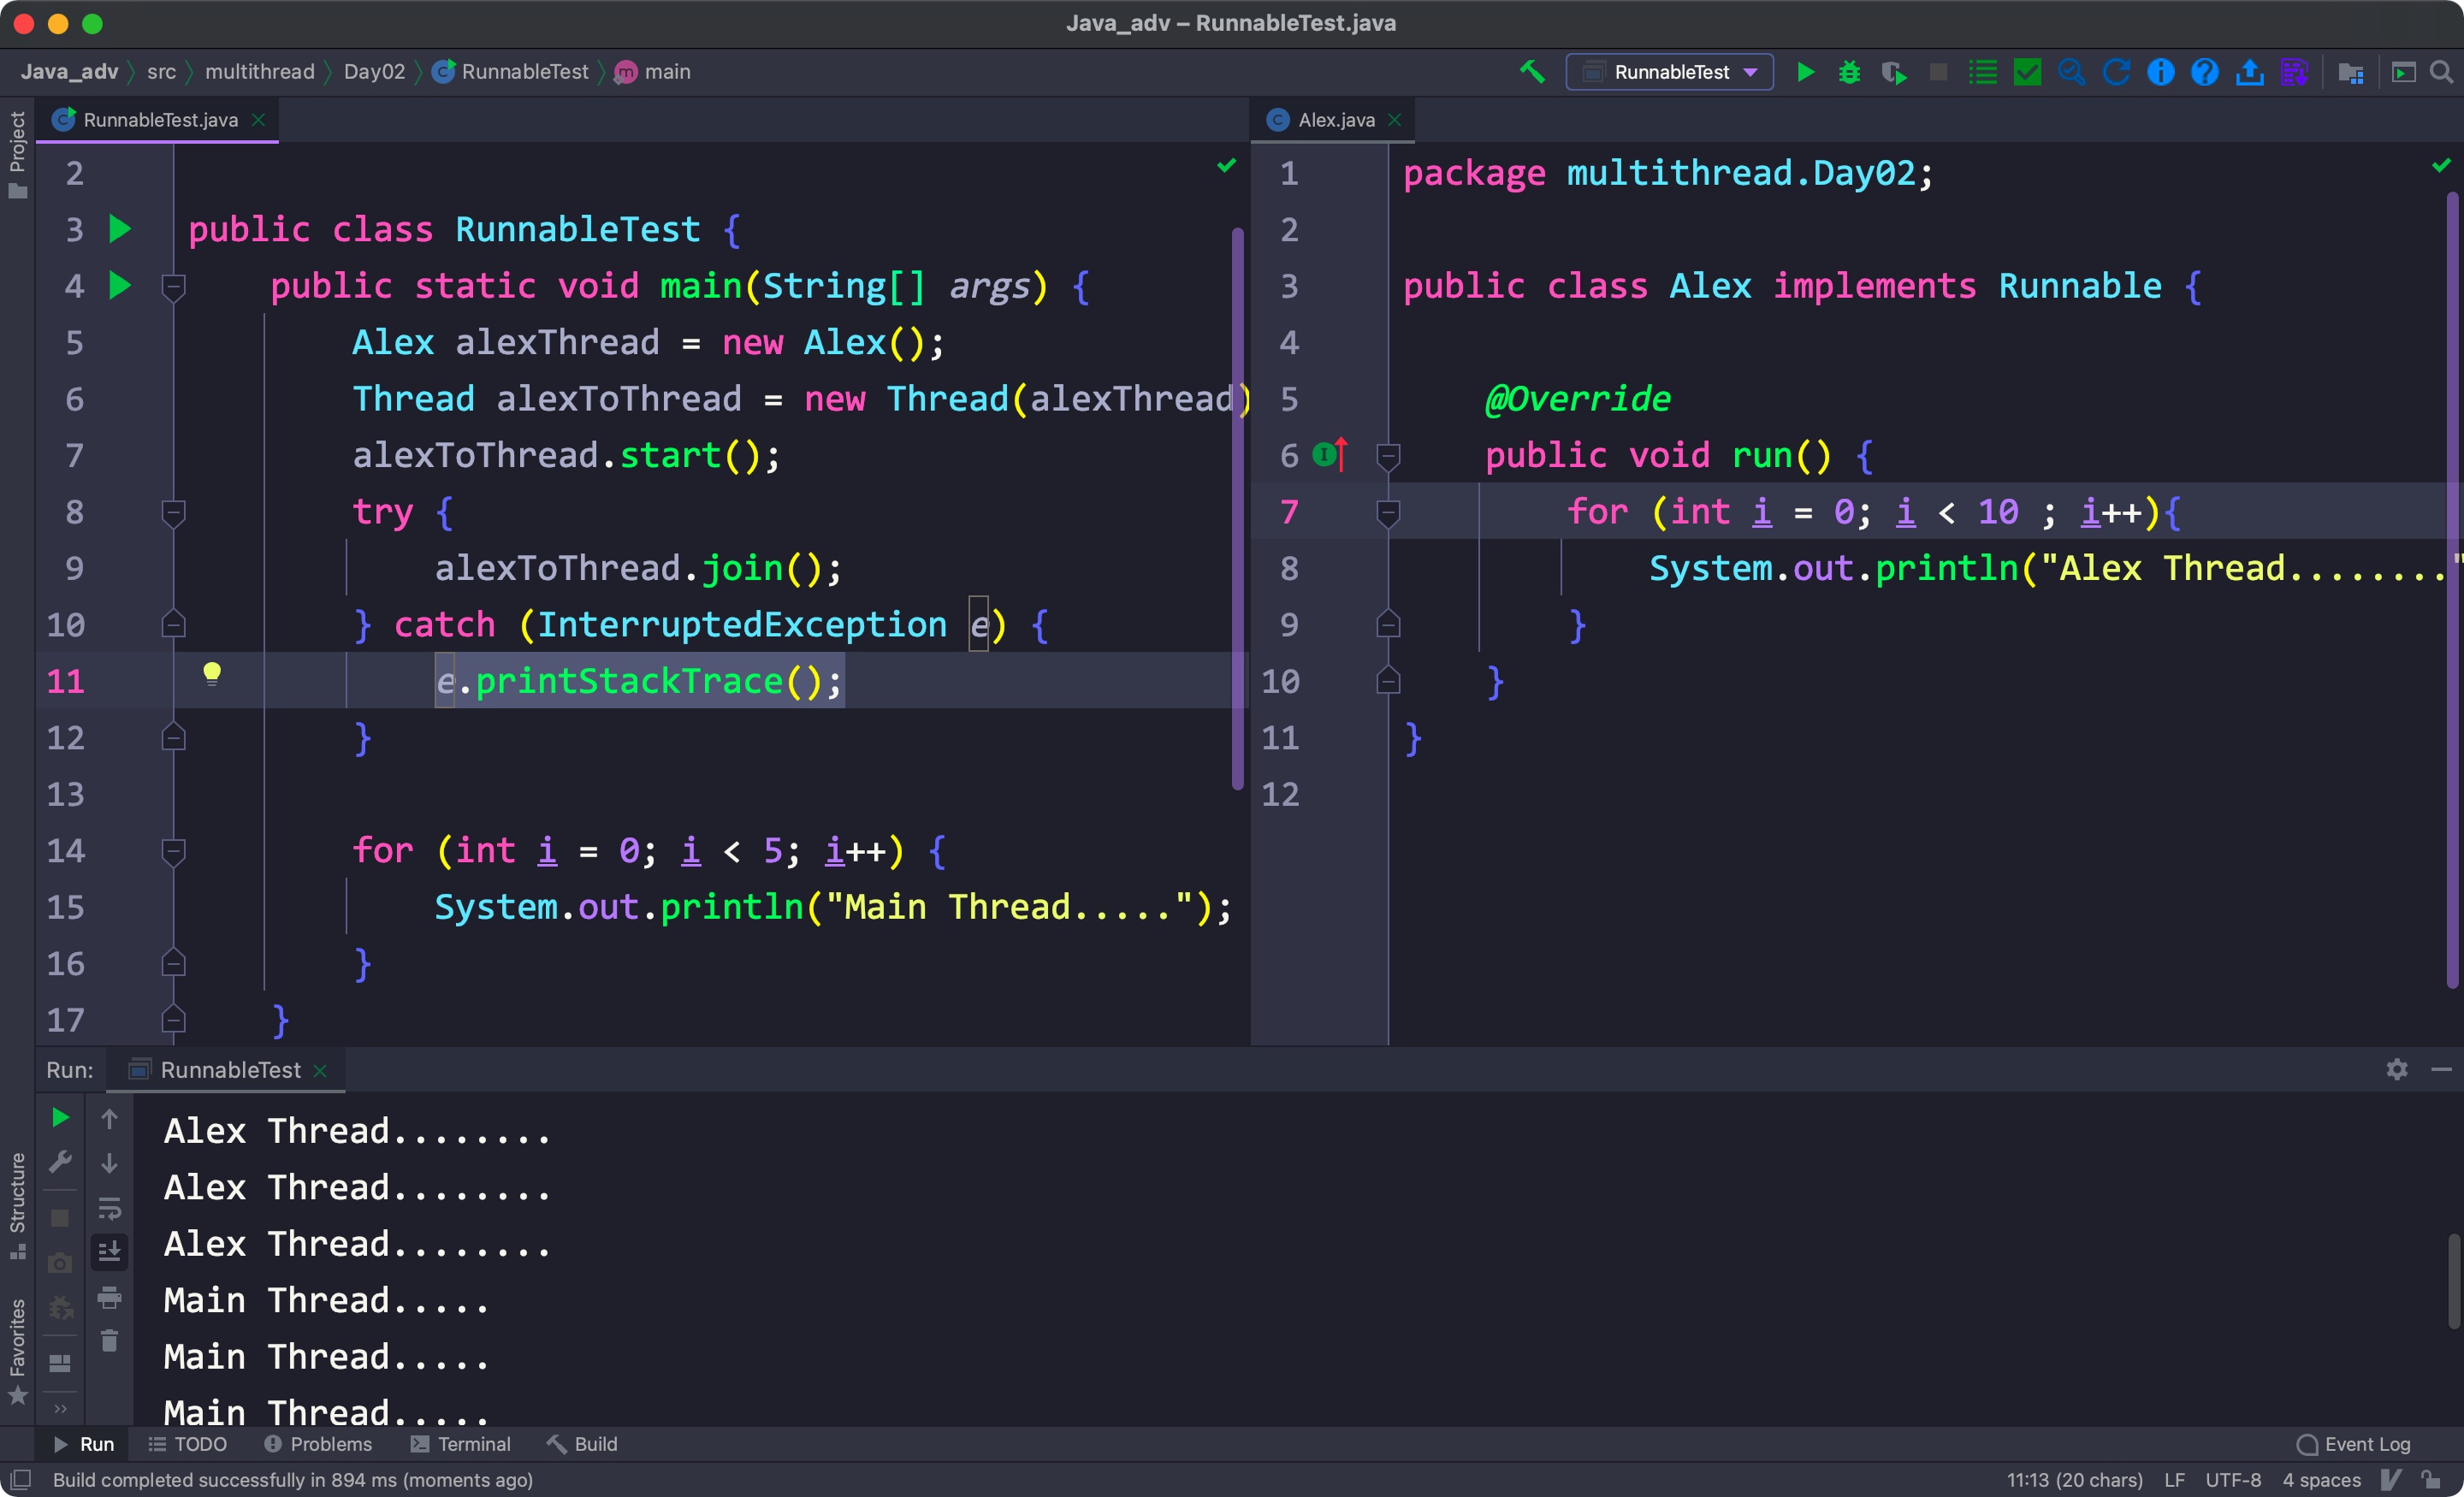 Java_adv – RunnableTest.java
Java_adv src multithread Day02 RunnableTest main
RunnableTest
Project
RunnableTest.java
2
3 public class RunnableTest {
4 public static void main(String[] args) {
5 Alex alexThread = new Alex();
6 Thread alexToThread = new Thread(alexThread)
7 alexToThread.start();
8 try {
9 alexToThread.join();
10 } catch (InterruptedException e) {
11 e.printStackTrace();
12 }
13
14 for (int i = 0; i < 5; i++) {
15 System.out.println("Main Thread.....");
16 }
17 }
Alex.java
1 package multithread.Day02;
2
3 public class Alex implements Runnable {
4
5 @Override
6 public void run() {
7 for (int i = 0; i < 10 ; i++){
8 System.out.println("Alex Thread........"
9 }
10 }
11 }
12
Run: RunnableTest
Alex Thread........
Alex Thread........
Alex Thread........
Main Thread.....
Main Thread.....
Main Thread.....
Structure
Favorites
Run TODO Problems Terminal Build Event Log
Build completed successfully in 894 ms (moments ago) 11:13 (20 chars) LF UTF-8 4 spaces